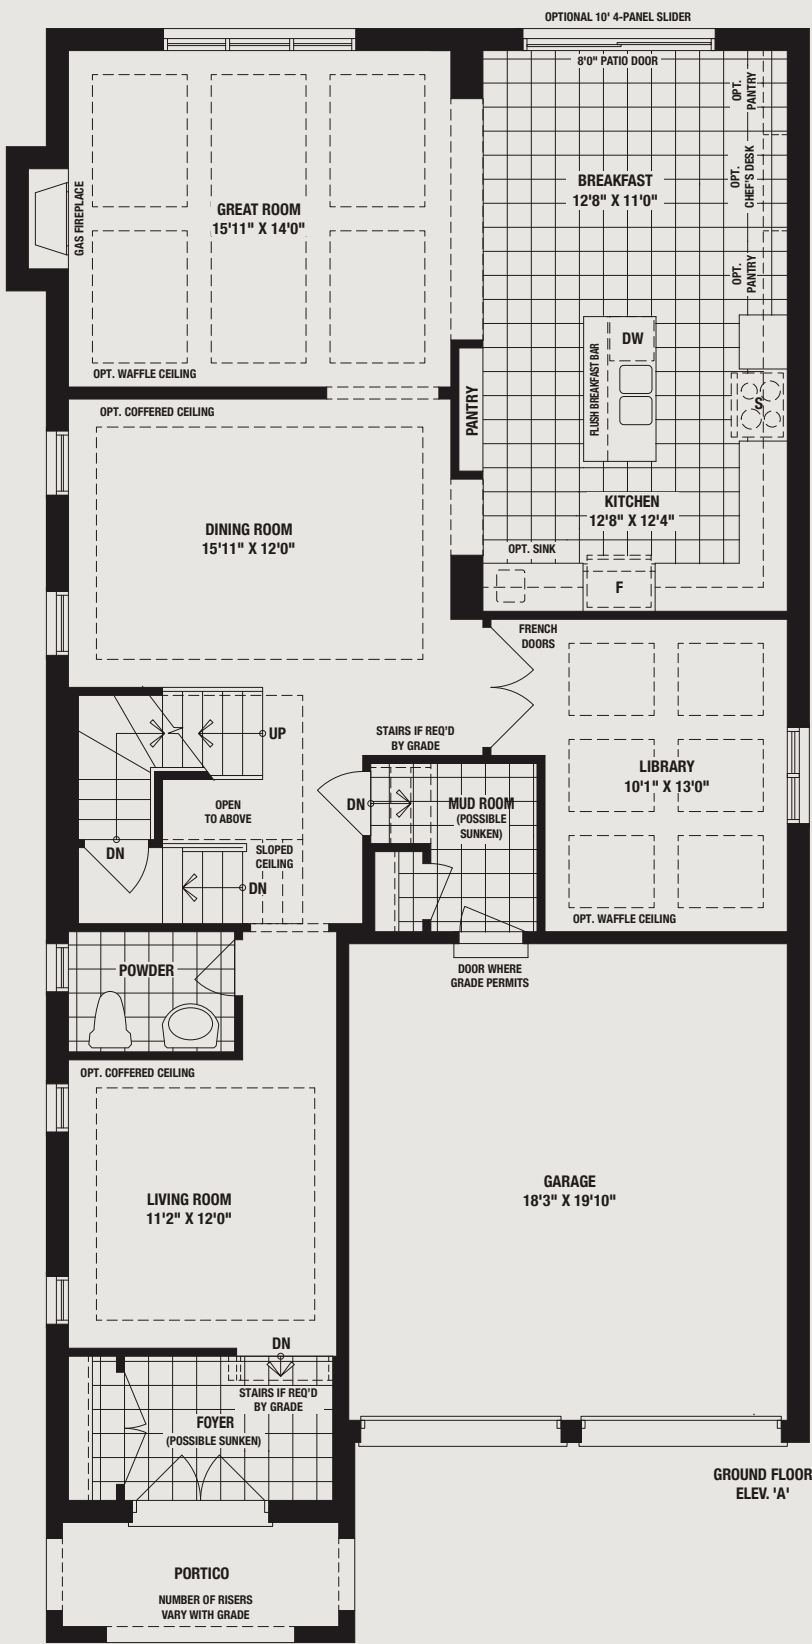 OPTIONAL 10' 4-PANEL SLIDER
8'0" PATIO DOOR
OPT.
PANTRY
OPT.
CHEF'S DESK
OPT.
PANTRY
BREAKFAST
12'8" X 11'0"
GAS FIREPLACE
GREAT ROOM
15'11" X 14'0"
OPT. WAFFLE CEILING
DW
FLUSH BREAKFAST BAR
S
PANTRY
OPT. COFFERED CEILING
DINING ROOM
15'11" X 12'0"
KITCHEN
12'8" X 12'4"
OPT. SINK
F
FRENCH
DOORS
UP
STAIRS IF REQ'D
BY GRADE
LIBRARY
10'1" X 13'0"
OPEN
TO ABOVE
DN
MUD ROOM
(POSSIBLE
SUNKEN)
DN
SLOPED
CEILING
DN
OPT. WAFFLE CEILING
POWDER
DOOR WHERE
GRADE PERMITS
OPT. COFFERED CEILING
LIVING ROOM
11'2" X 12'0"
GARAGE
18'3" X 19'10"
DN
STAIRS IF REQ'D
BY GRADE
FOYER
(POSSIBLE SUNKEN)
GROUND FLOOR
ELEV. 'A'
PORTICO
NUMBER OF RISERS
VARY WITH GRADE